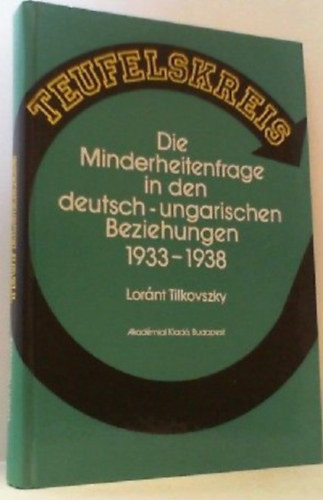 TEUFELSKREIS
Die
Minderheitenfrage
in den
deutsch-ungarischen
Beziehungen
1933-1938
Loránt Tilkovszky
Akadémiai Kiadó, Budapest